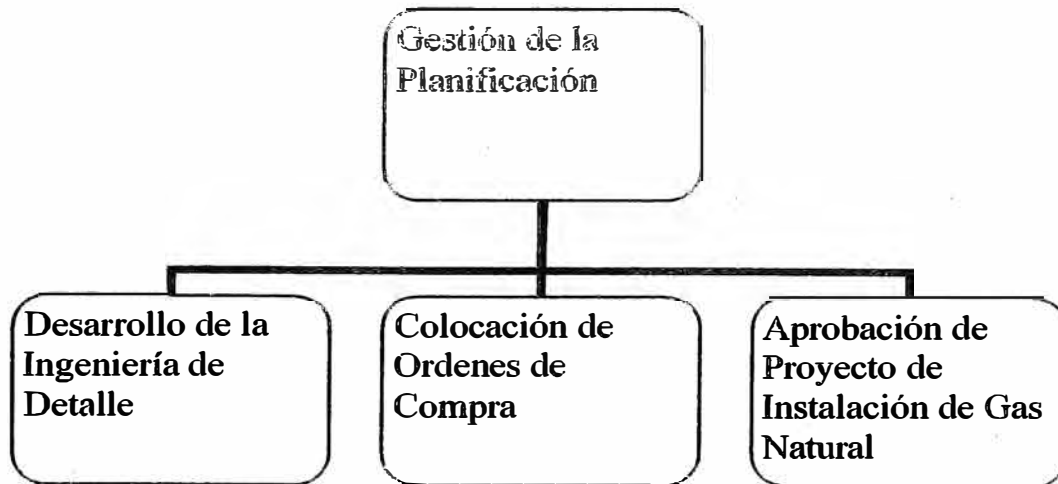 Gestión de la
Planificación
Desarrollo de la
Ingeniería de
Detalle
Colocación de
Ordenes de
Compra
Aprobación de
Proyecto de
Instalación de Gas
Natural